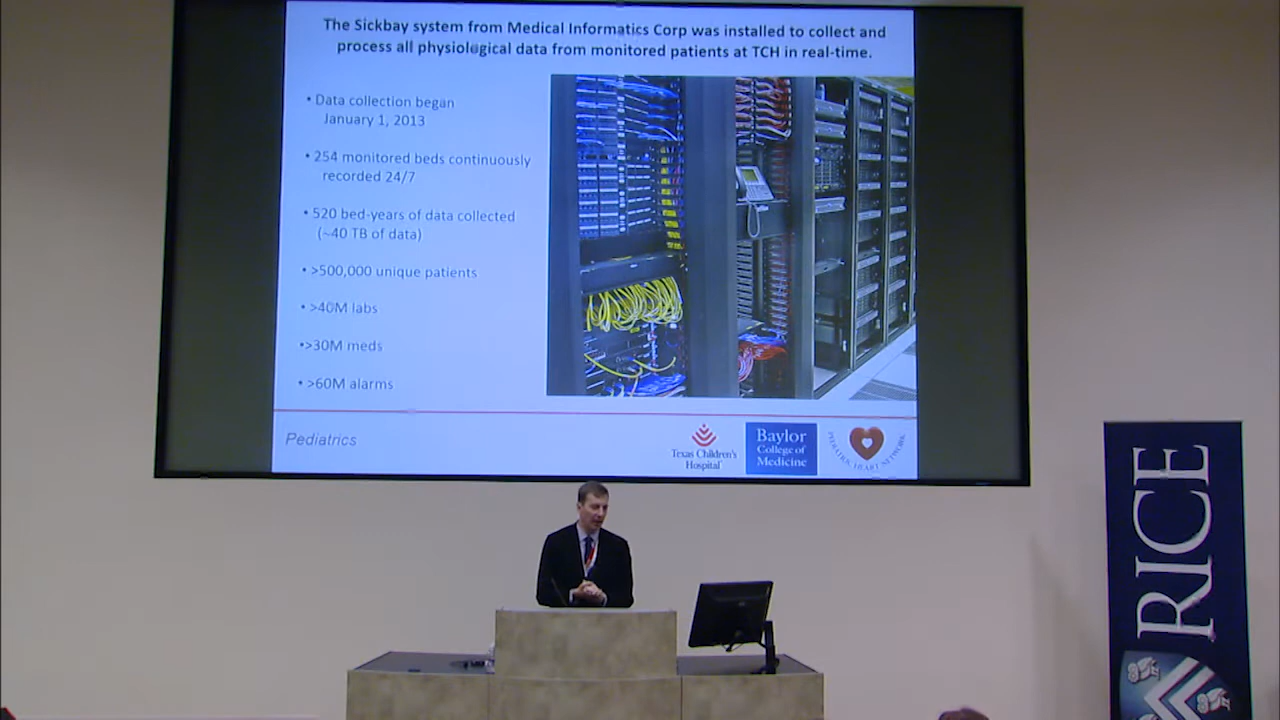 The Sickbay system from Medical Informatics Corp was installed to collect and
process all physiological data from monitored patients at TCH in real-time.
• Data collection began
January 1, 2013
• 254 monitored beds continuously
recorded 24/7
• 520 bed-years of data collected
(~40 TB of data)
• >500,000 unique patients
• >40M labs
•>30M meds
• >60M alarms
Pediatrics
Texas Children's
Hospital
Baylor
College of
Medicine
PEDIATRIC HEART NETWORK
RICE